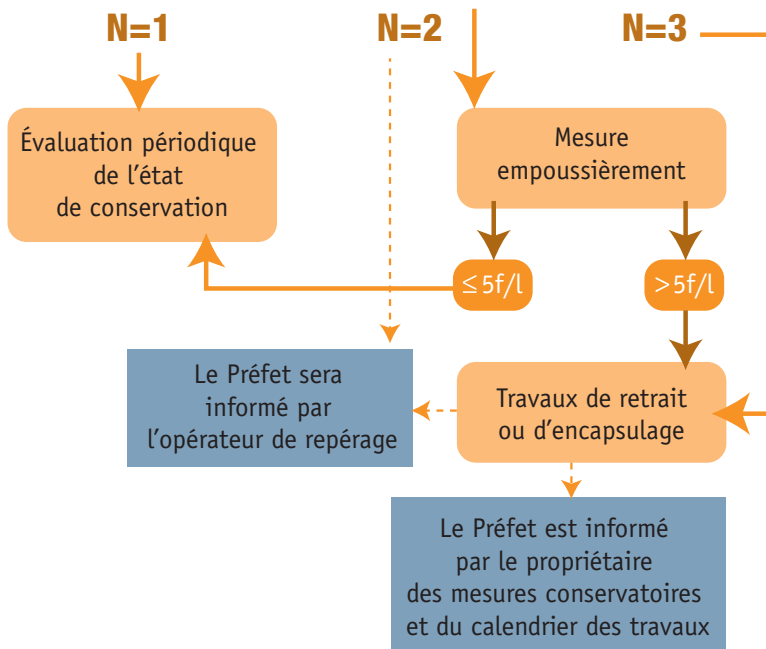 N=1
N=2
N=3
Évaluation périodique
de l'état
de conservation
Mesure
empoussièrement
≤5f/l
>5f/l
Le Préfet sera
informé par
l'opérateur de repérage
Travaux de retrait
ou d'encapsulage
Le Préfet est informé
par le propriétaire
des mesures conservatoires
et du calendrier des travaux